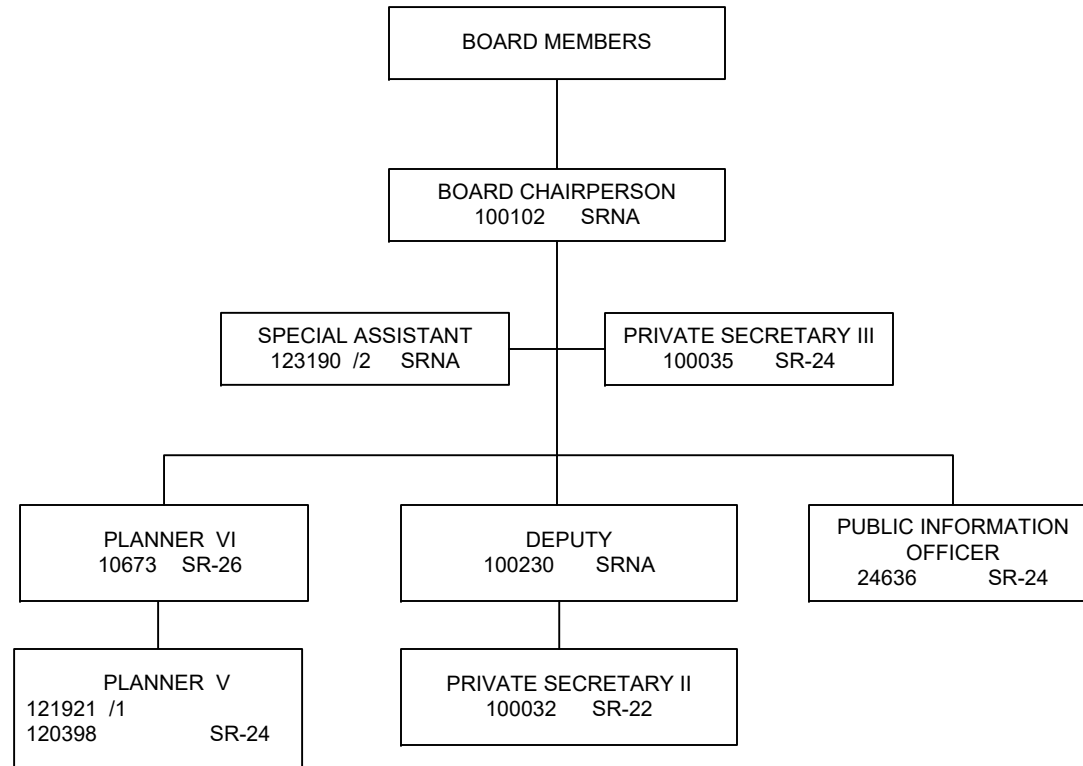 BOARD MEMBERS
BOARD CHAIRPERSON
100102 SRNA
SPECIAL ASSISTANT
123190 /2 SRNA
PRIVATE SECRETARY III
100035 SR-24
PLANNER VI
10673 SR-26
DEPUTY
100230 SRNA
PUBLIC INFORMATION
OFFICER
24636 SR-24
PLANNER V
121921 /1
120398 SR-24
PRIVATE SECRETARY II
100032 SR-22